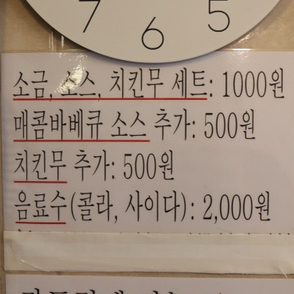 7 6 5
소금, 소스, 치킨무 세트: 1000원
매콤바베큐 소스 추가: 500원
치킨무 추가: 500원
음료수(콜라, 사이다): 2,000원